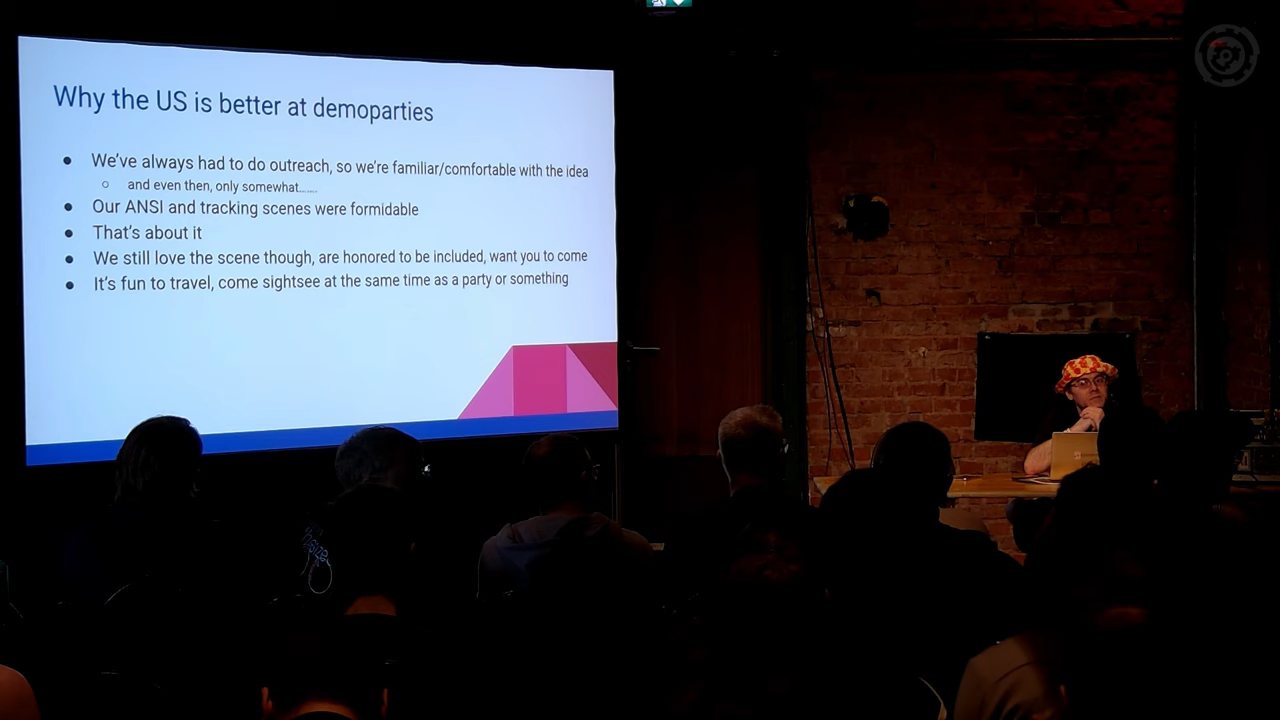 Why the US is better at demoparties
We've always had to do outreach, so we're familiar/comfortable with the idea
and even then, only somewhat.......
Our ANSI and tracking scenes were formidable
That's about it
We still love the scene though, are honored to be included, want you to come
It's fun to travel, come sightsee at the same time as a party or something